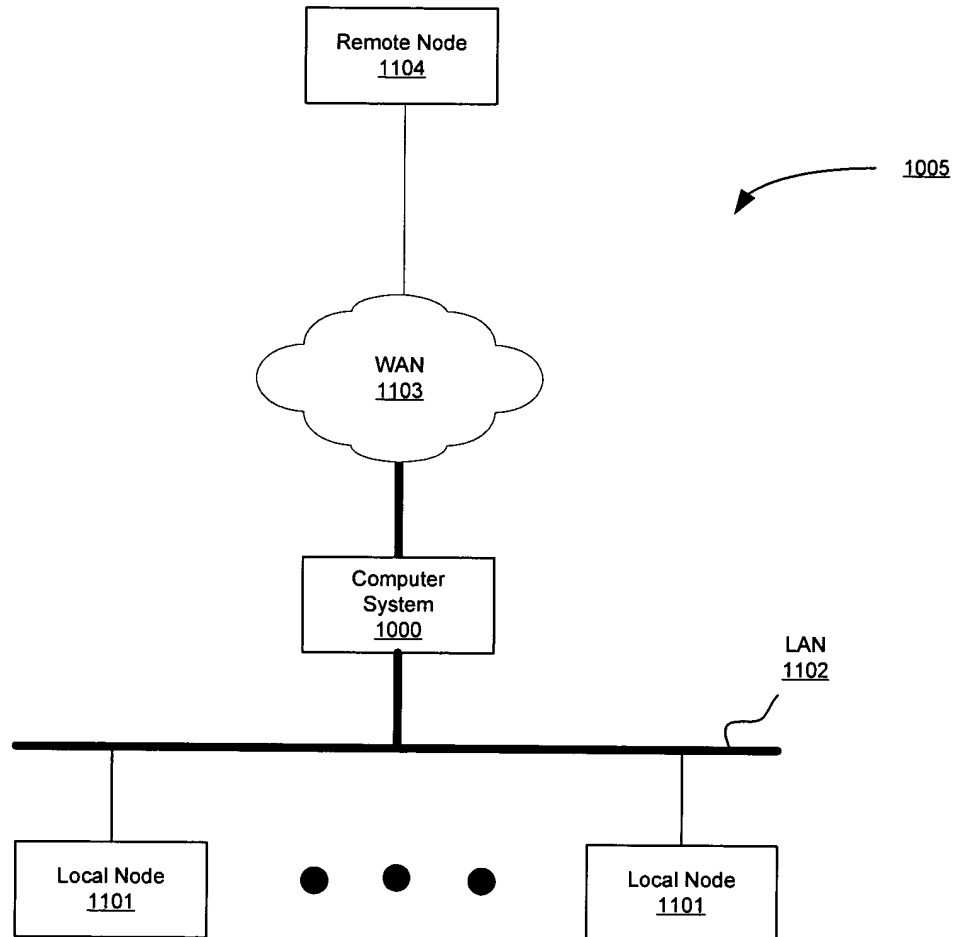 Remote Node
1104
1005
WAN
1103
Computer
System
1000
LAN
1102
Local Node
1101
Local Node
1101